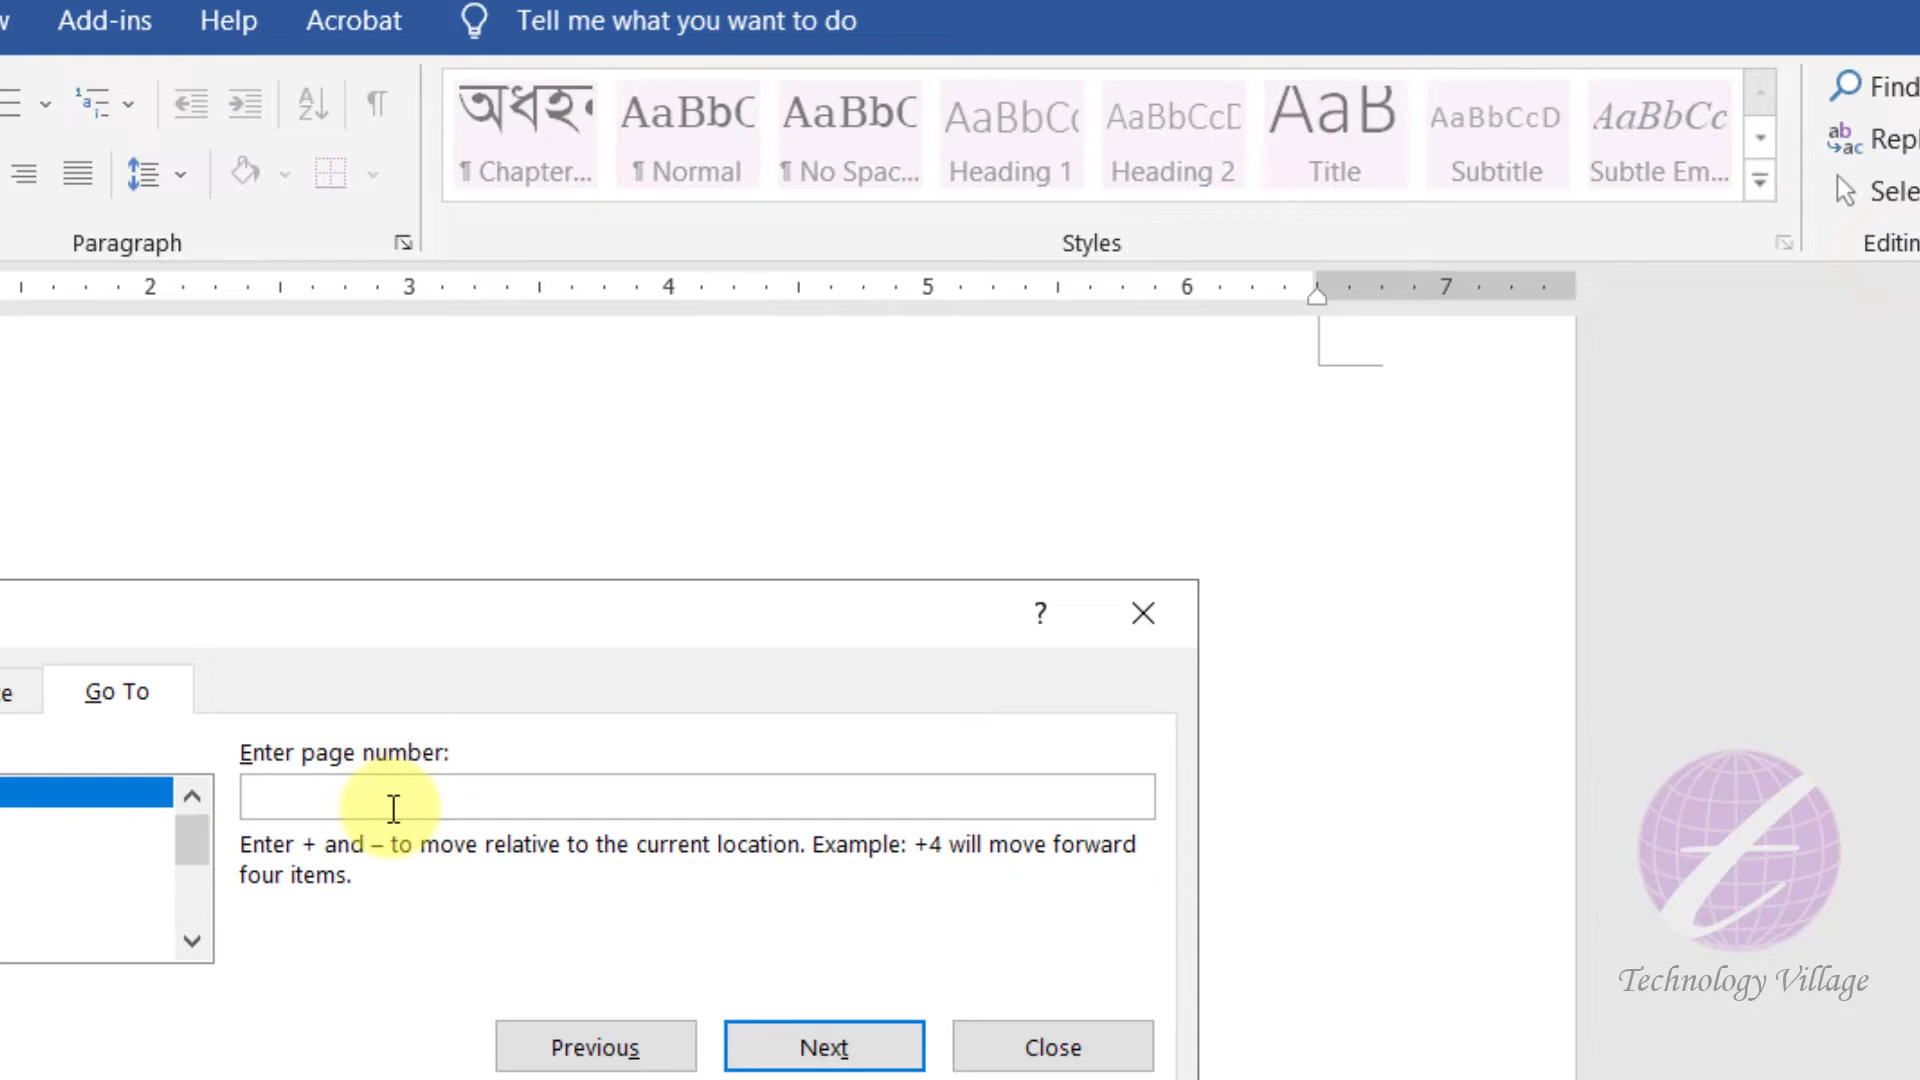 Add-ins Help Acrobat Tell me what you want to do
অধ্যায় AaBbC AaBbC AaBbC AaBbCcD AaB AaBbCcD AaBbCc
¶ Chapter... ¶ Normal ¶ No Spac... Heading 1 Heading 2 Title Subtitle Subtle Em...
Find
ab
ac
Repl
Sele
Paragraph Styles Editin
2 3 4 5 6 7
? 
Go To
Enter page number:
Enter + and – to move relative to the current location. Example: +4 will move forward
four items.
Previous Next Close
Technology Village